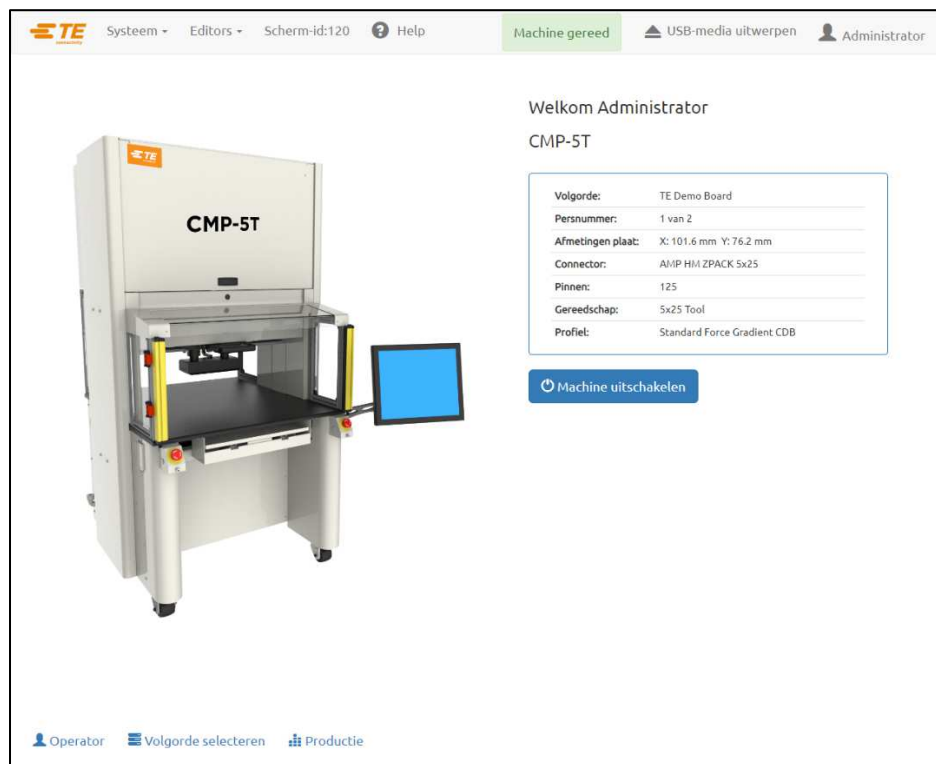 TE connectivity Systeem Editors Scherm-id:120 Help Machine gereed USB-media uitwerpen Administrator
Welkom Administrator
CMP-5T
TE
CMP-5T
Volgorde: TE Demo Board
Persnummer: 1 van 2
Afmetingen plaat: X: 101.6 mm Y: 76.2 mm
Connector: AMP HM ZPACK 5x25
Pinnen: 125
Gereedschap: 5x25 Tool
Profiel: Standard Force Gradient CDB
Machine uitschakelen
Operator Volgorde selecteren Productie